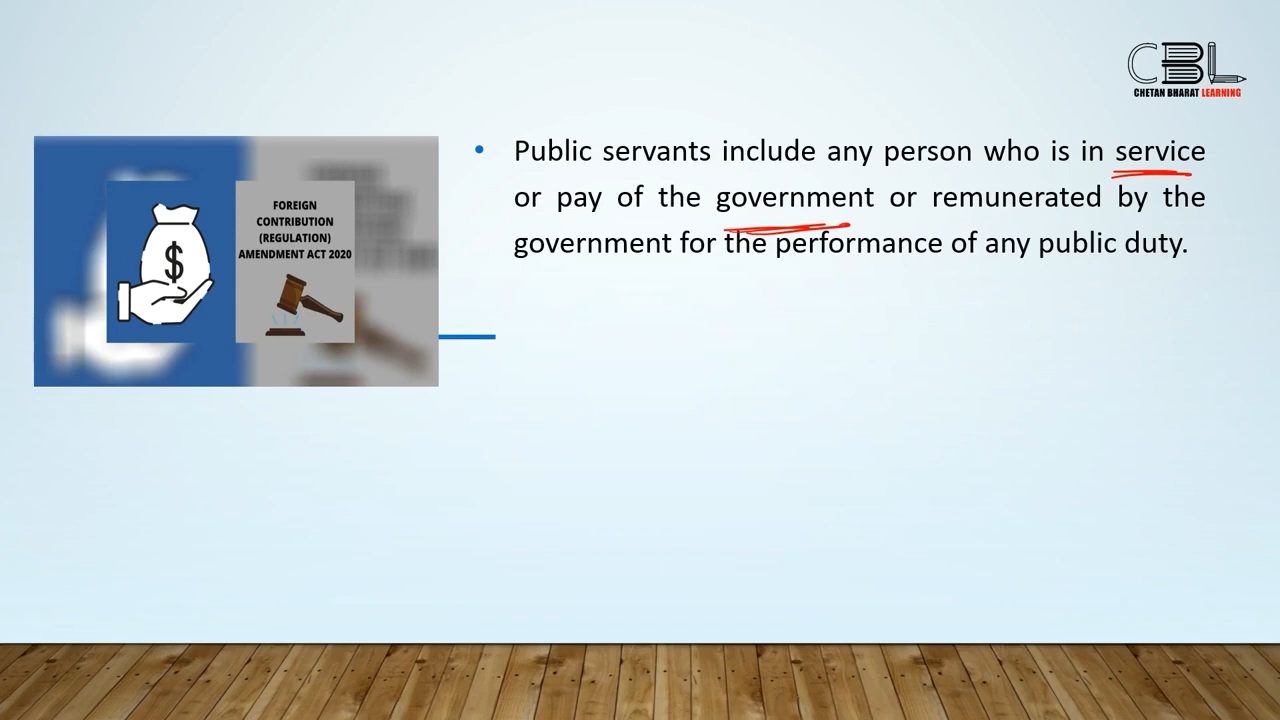 CBL
CHETAN BHARAT LEARNING
Public servants include any person who is in service
or pay of the government or remunerated by the
government for the performance of any public duty.
FOREIGN
CONTRIBUTION
(REGULATION)
AMENDMENT ACT 2020
$